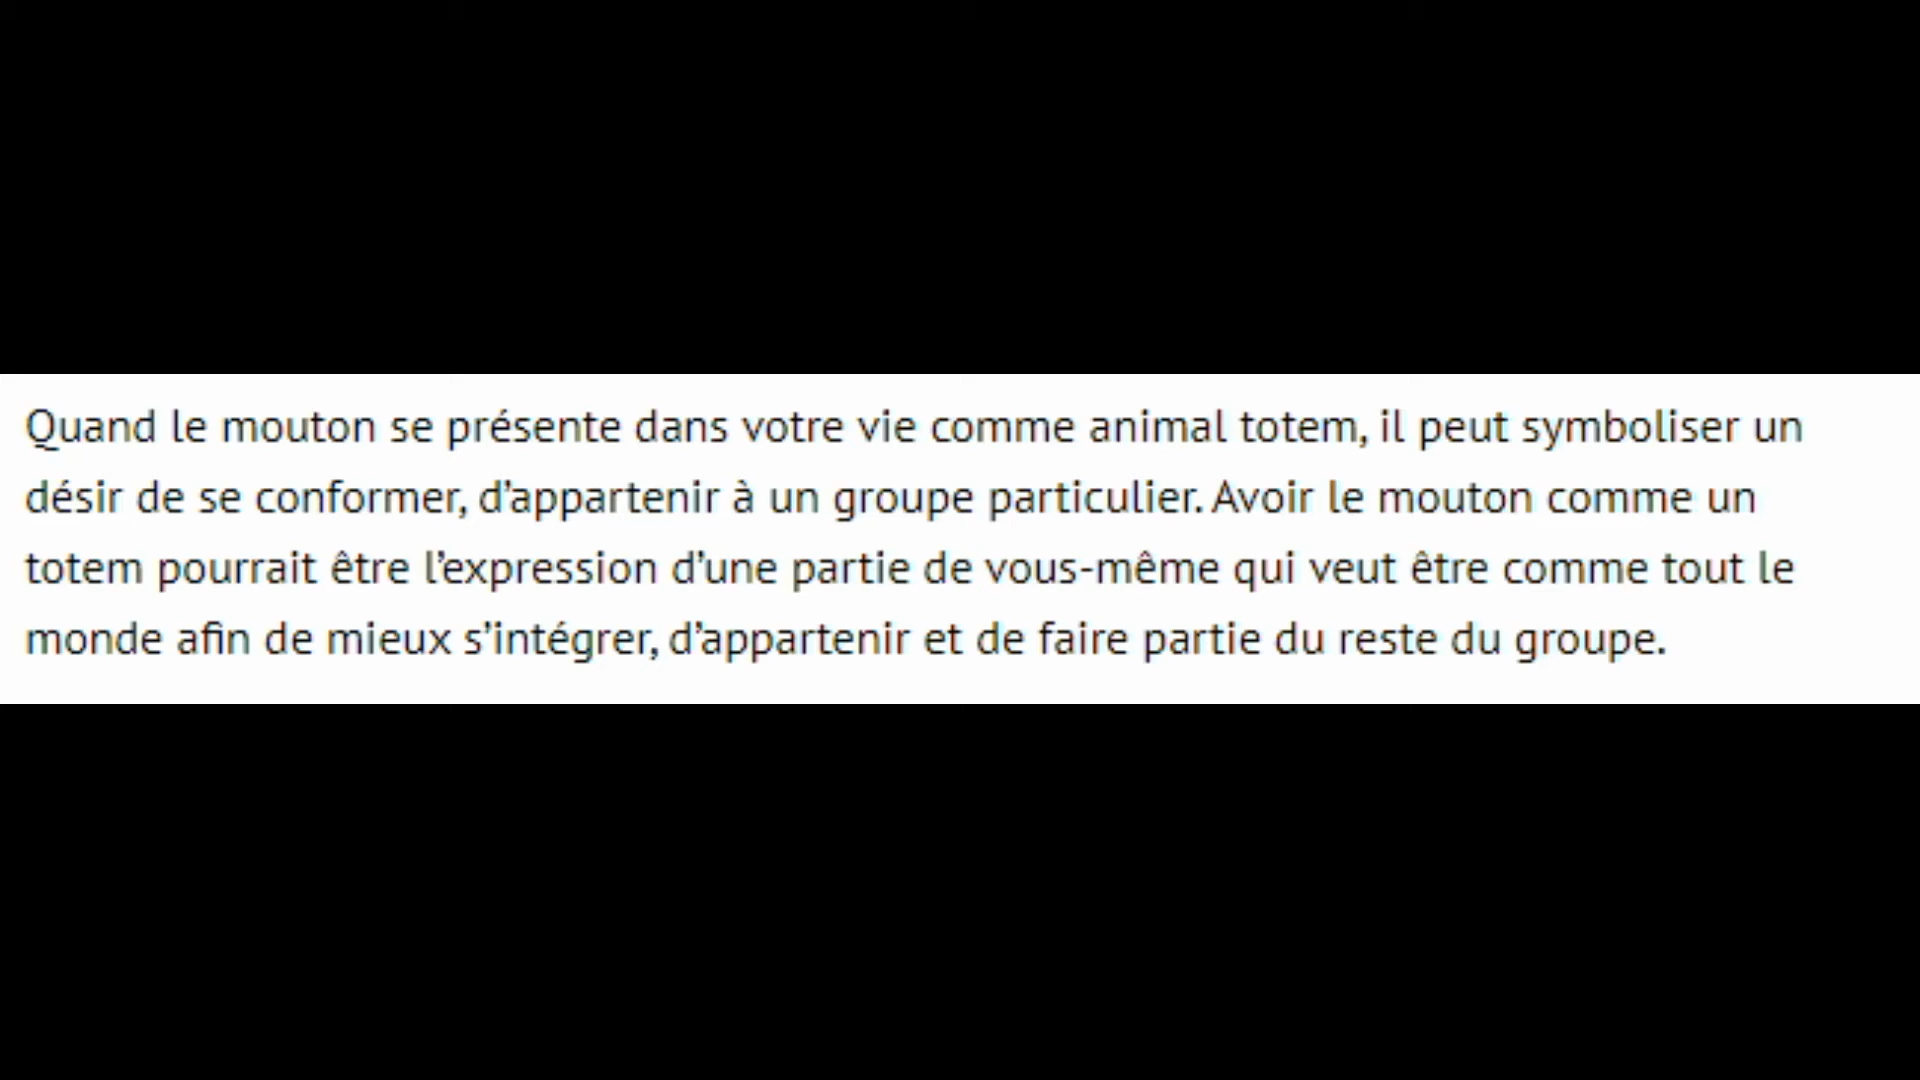 Quand le mouton se présente dans votre vie comme animal totem, il peut symboliser un
désir de se conformer, d’appartenir à un groupe particulier. Avoir le mouton comme un
totem pourrait être l’expression d’une partie de vous-même qui veut être comme tout le
monde afin de mieux s’intégrer, d’appartenir et de faire partie du reste du groupe.